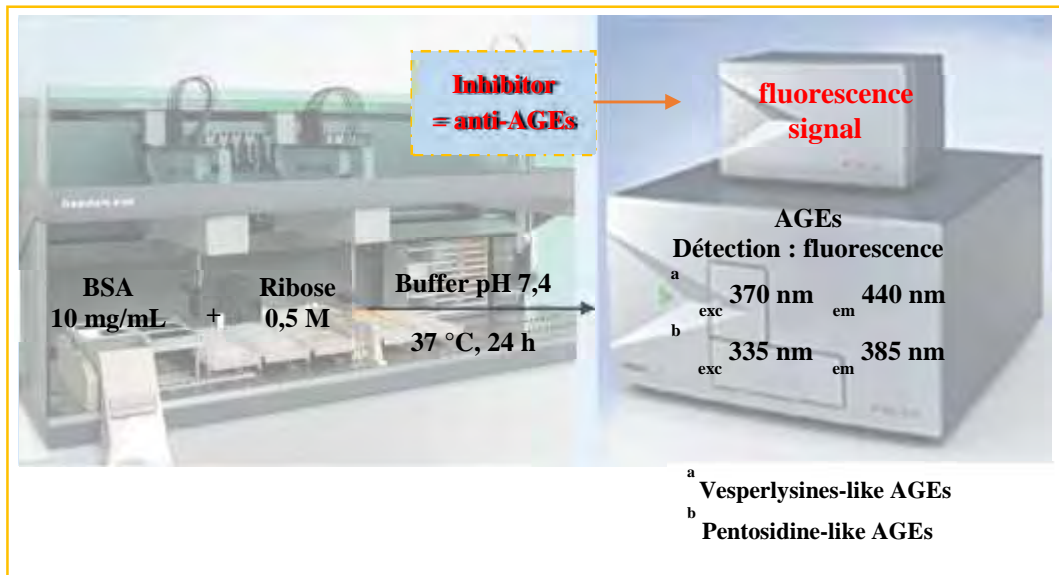 Inhibitor
= anti-AGEs
fluorescence
signal
AGEs
Détection : fluorescence
BSA
10 mg/mL
+
Ribose
0,5 M
Buffer pH 7,4
37 °C, 24 h
a exc 370 nm em 440 nm
b exc 335 nm em 385 nm
a Vesperlysines-like AGEs
b Pentosidine-like AGEs